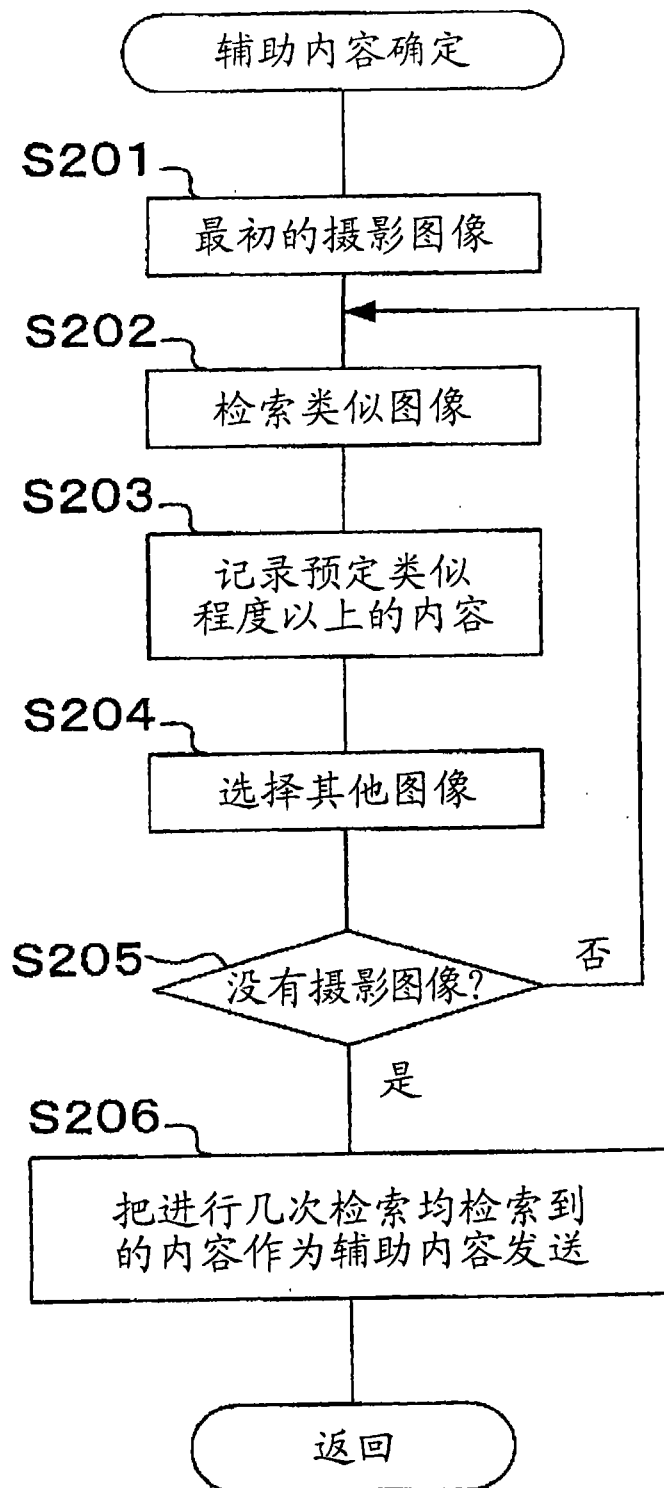 辅助内容确定
S201
最初的摄影图像
S202
检索类似图像
S203
记录预定类似
程度以上的内容
S204
选择其他图像
S205
没有摄影图像?
否
是
S206
把进行几次检索均检索到
的内容作为辅助内容发送
返回